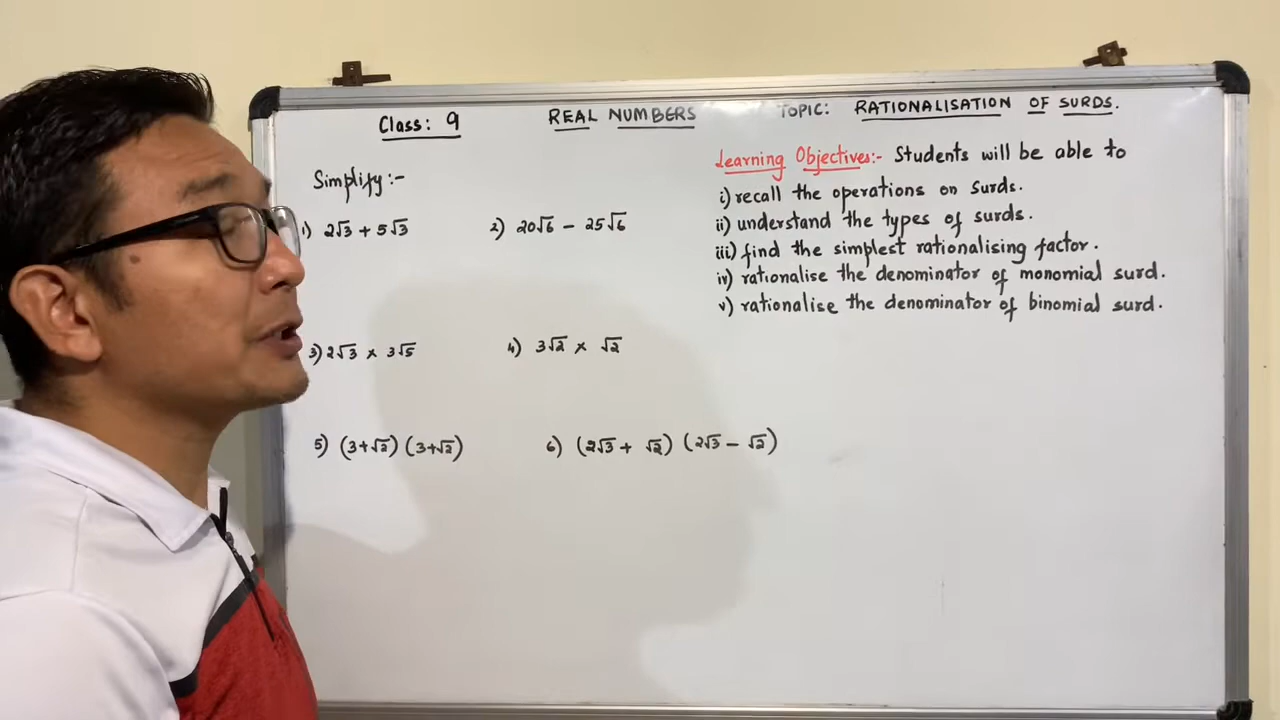 Class: 9
REAL NUMBERS
TOPIC: RATIONALISATION OF SURDS.
Simplify:-
1) 2√3 + 5√3
2) 20√6 - 25√6
3) 2√3 × 3√5
4) 3√2 × √2
5) (3+√2) (3+√2)
6) (2√3 + √2) (2√3 - √2)
Learning Objectives:- Students will be able to
i) recall the operations on surds.
ii) understand the types of surds.
iii) find the simplest rationalising factor.
iv) rationalise the denominator of monomial surd.
v) rationalise the denominator of binomial surd.